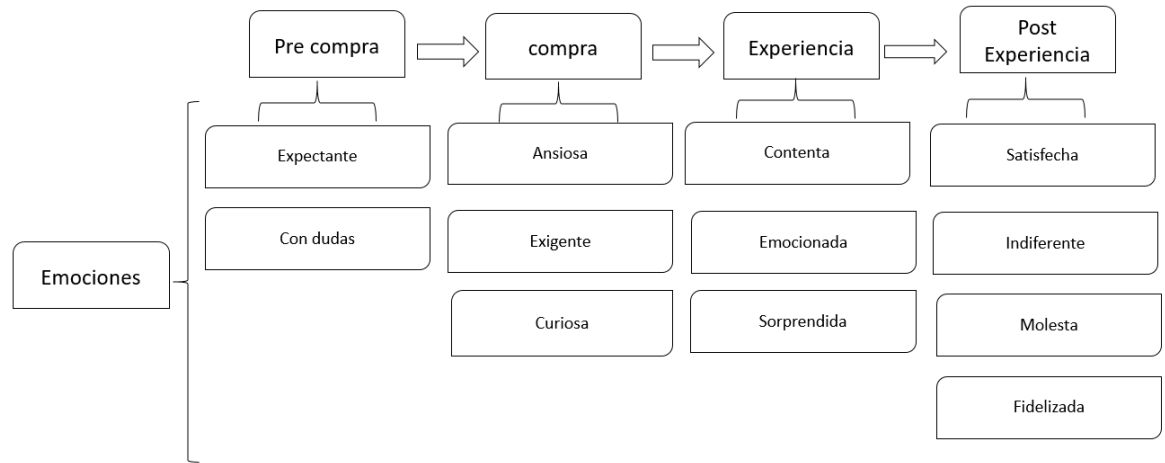 Pre compra
compra
Experiencia
Post
Experiencia
Emociones
Expectante
Ansiosa
Contenta
Satisfecha
Con dudas
Exigente
Emocionada
Indiferente
Curiosa
Sorprendida
Molesta
Fidelizada